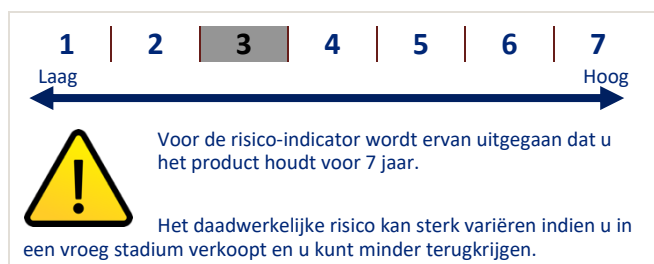 1 2 3 4 5 6 7
Laag Hoog
Voor de risico-indicator wordt ervan uitgegaan dat u
het product houdt voor 7 jaar.
Het daadwerkelijke risico kan sterk variëren indien u in
een vroeg stadium verkoopt en u kunt minder terugkrijgen.